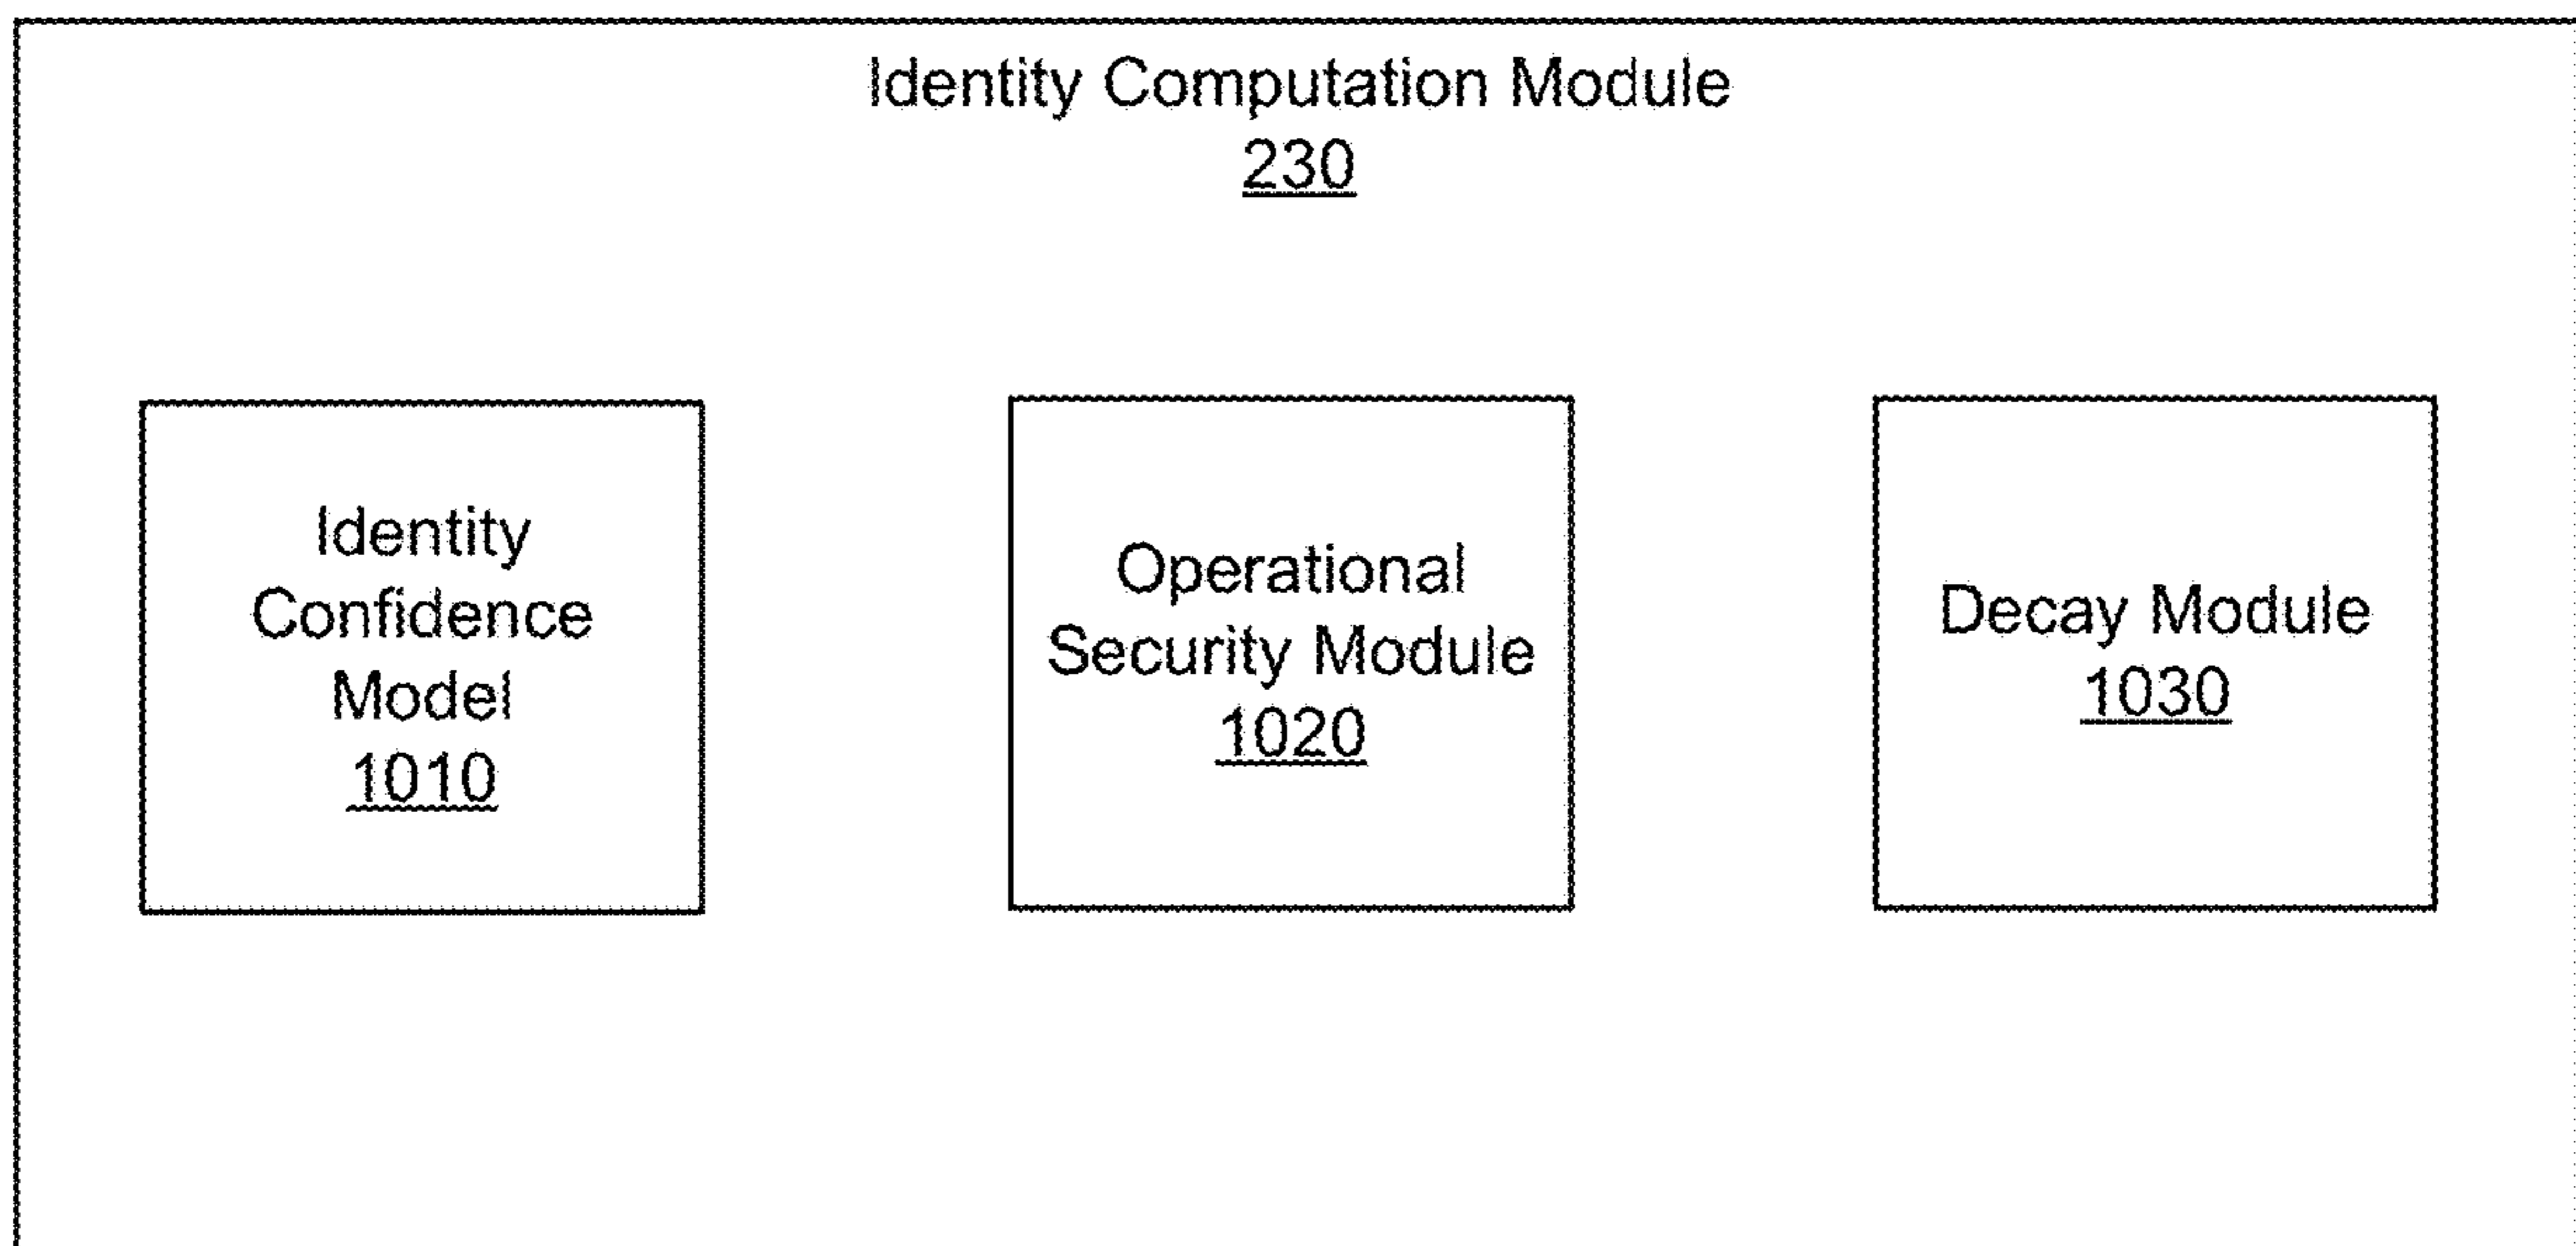 Identity Computation Module
230
Identity
Confidence
Model
1010
Operational
Security Module
1020
Decay Module
1030